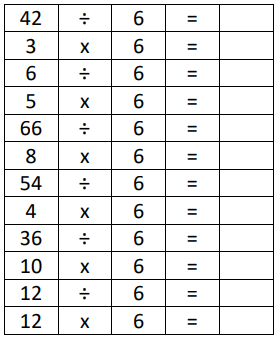 42 ÷ 6 =
3 x 6 =
6 ÷ 6 =
5 x 6 =
66 ÷ 6 =
8 x 6 =
54 ÷ 6 =
4 x 6 =
36 ÷ 6 =
10 x 6 =
12 ÷ 6 =
12 x 6 =